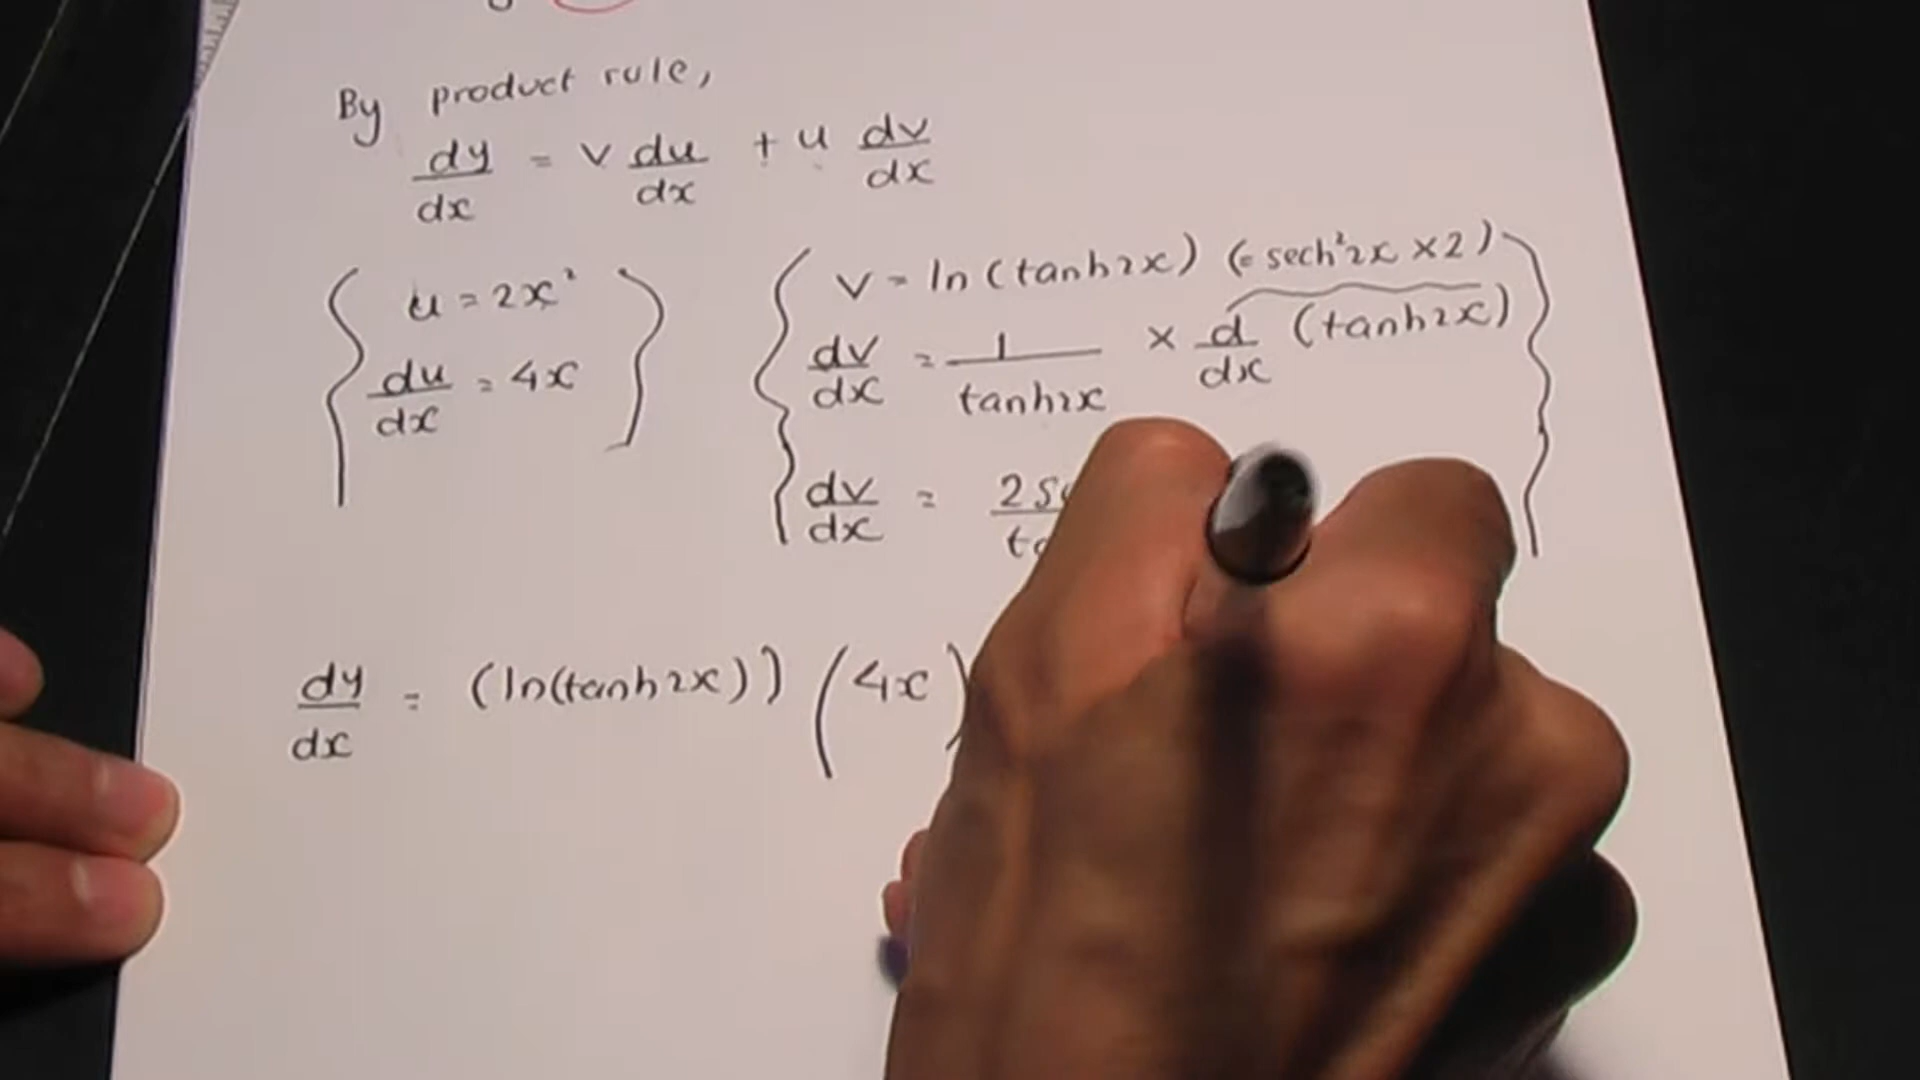 By product rule,
dy/dx = v du/dx + u dv/dx
u = 2x²
du/dx = 4x
v = ln(tanh2x) (= sech²2x × 2)
dv/dx = 1/tanh2x × d/dx (tanh2x)
dv/dx =
dy/dx = (ln(tanh2x)) (4x)